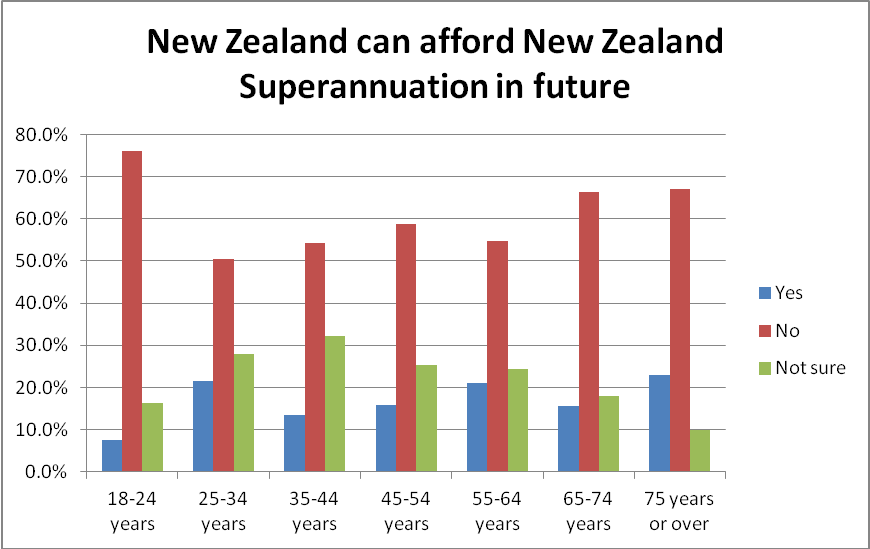 New Zealand can afford New Zealand
Superannuation in future
80.0%
70.0%
60.0%
50.0%
40.0%
30.0%
20.0%
10.0%
0.0%
18-24
years
25-34
years
35-44
years
45-54
years
55-64
years
65-74
years
75 years
or over
Yes
No
Not sure